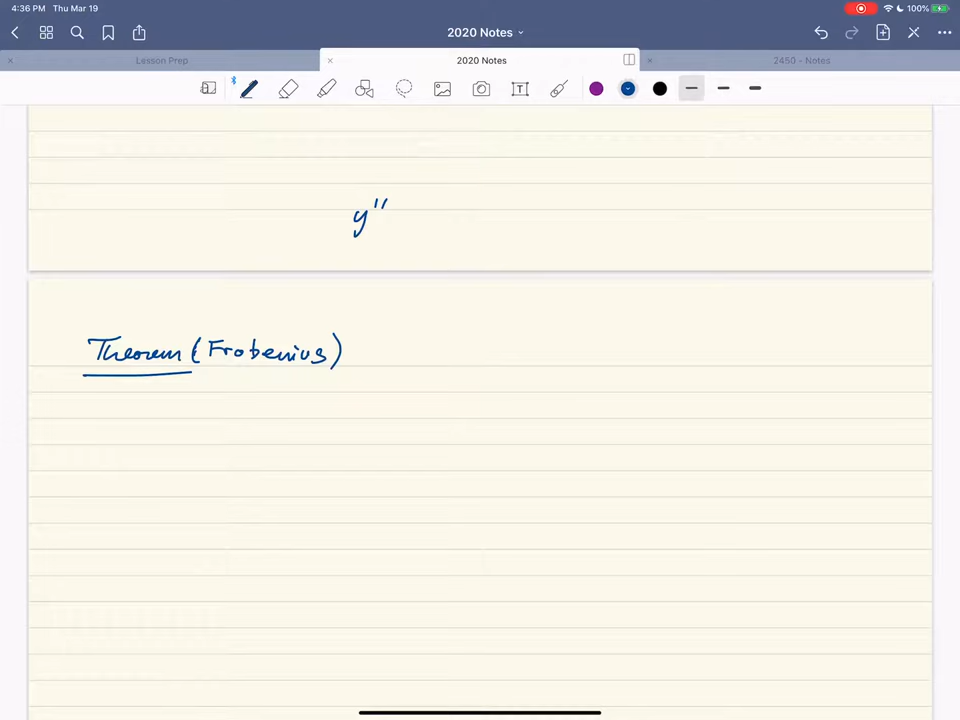 4:36 PM Thu Mar 19
100%
2020 Notes
Lesson Prep
2020 Notes
2450 - Notes
y''
Theorem (Frobenius)